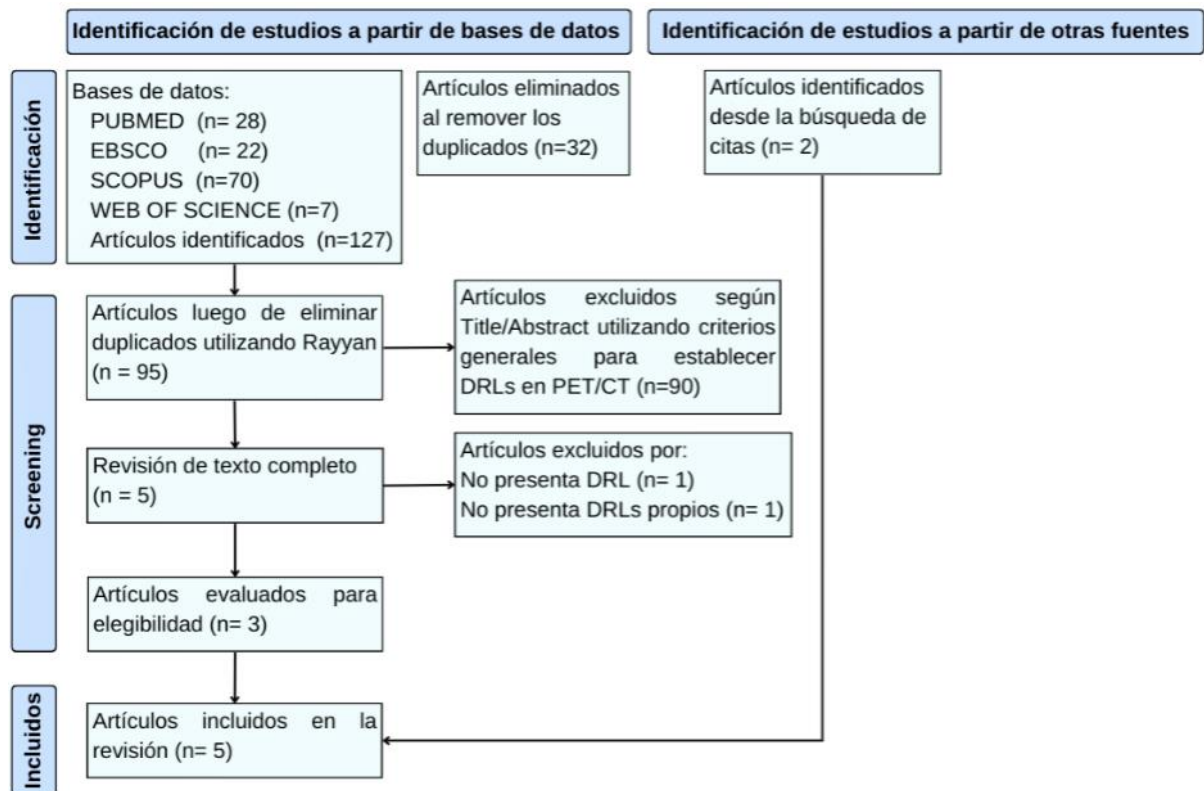 Identificación de estudios a partir de bases de datos
Identificación de estudios a partir de otras fuentes
Identificación
Bases de datos:
PUBMED (n= 28)
EBSCO (n= 22)
SCOPUS (n=70)
WEB OF SCIENCE (n=7)
Artículos identificados (n=127)
Artículos eliminados
al remover los
duplicados (n=32)
Artículos identificados
desde la búsqueda de
citas (n= 2)
Screening
Artículos luego de eliminar
duplicados utilizando Rayyan
(n = 95)
Artículos excluidos según
Title/Abstract utilizando criterios
generales para establecer
DRLs en PET/CT (n=90)
Revisión de texto completo
(n = 5)
Artículos excluidos por:
No presenta DRL (n= 1)
No presenta DRLs propios (n= 1)
Artículos evaluados para
elegibilidad (n= 3)
Incluidos
Artículos incluidos en la
revisión (n= 5)